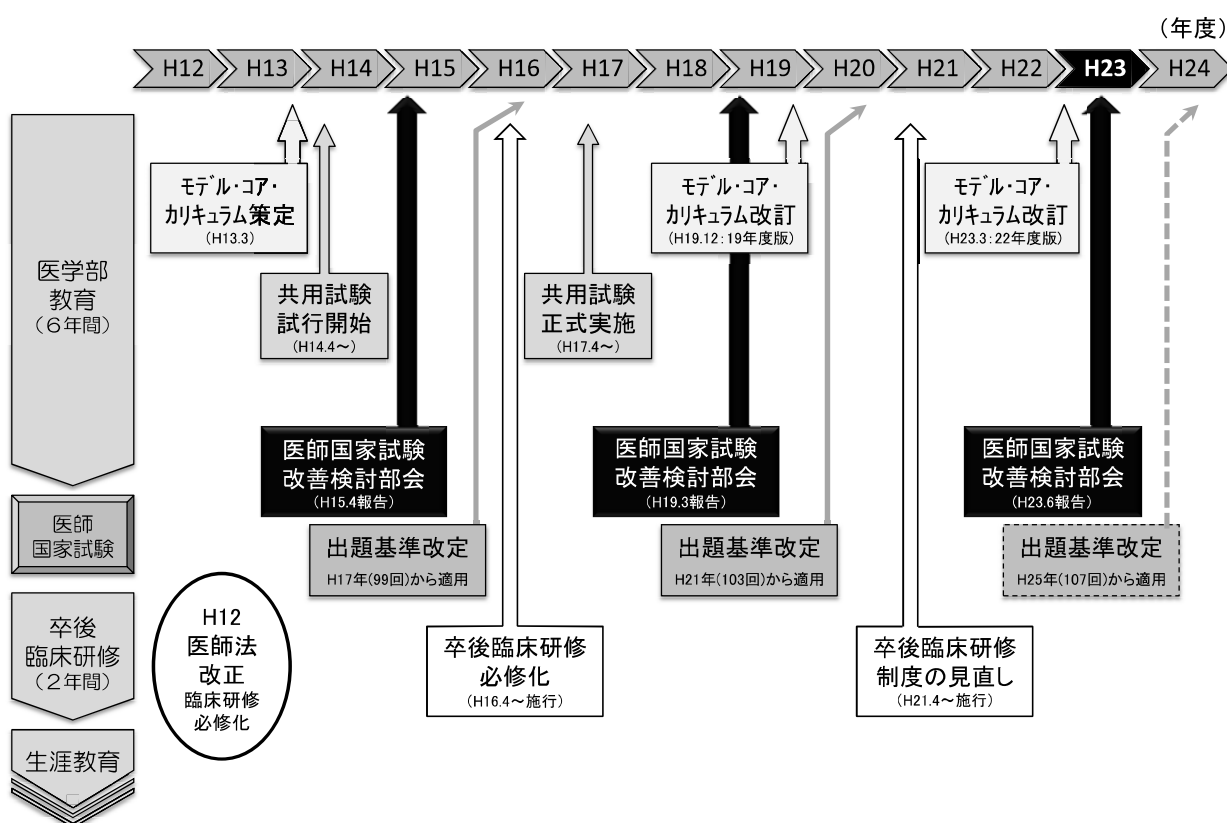 (年度)
H12
H13
H14
H15
H16
H17
H18
H19
H20
H21
H22
H23
H24
医学部
教育
(6年間)
医師
国家試験
卒後
臨床研修
(2年間)
生涯教育
モデル・コア・
カリキュラム策定
(H13.3)
共用試験
試行開始
(H14.4~)
共用試験
正式実施
(H17.4~)
モデル・コア・
カリキュラム改訂
(H19.12:19年度版)
モデル・コア・
カリキュラム改訂
(H23.3:22年度版)
医師国家試験
改善検討部会
(H15.4報告)
出題基準改定
H17年(99回)から適用
医師国家試験
改善検討部会
(H19.3報告)
出題基準改定
H21年(103回)から適用
医師国家試験
改善検討部会
(H23.6報告)
出題基準改定
H25年(107回)から適用
H12
医師法
改正
臨床研修
必修化
卒後臨床研修
必修化
(H16.4~施行)
卒後臨床研修
制度の見直し
(H21.4~施行)